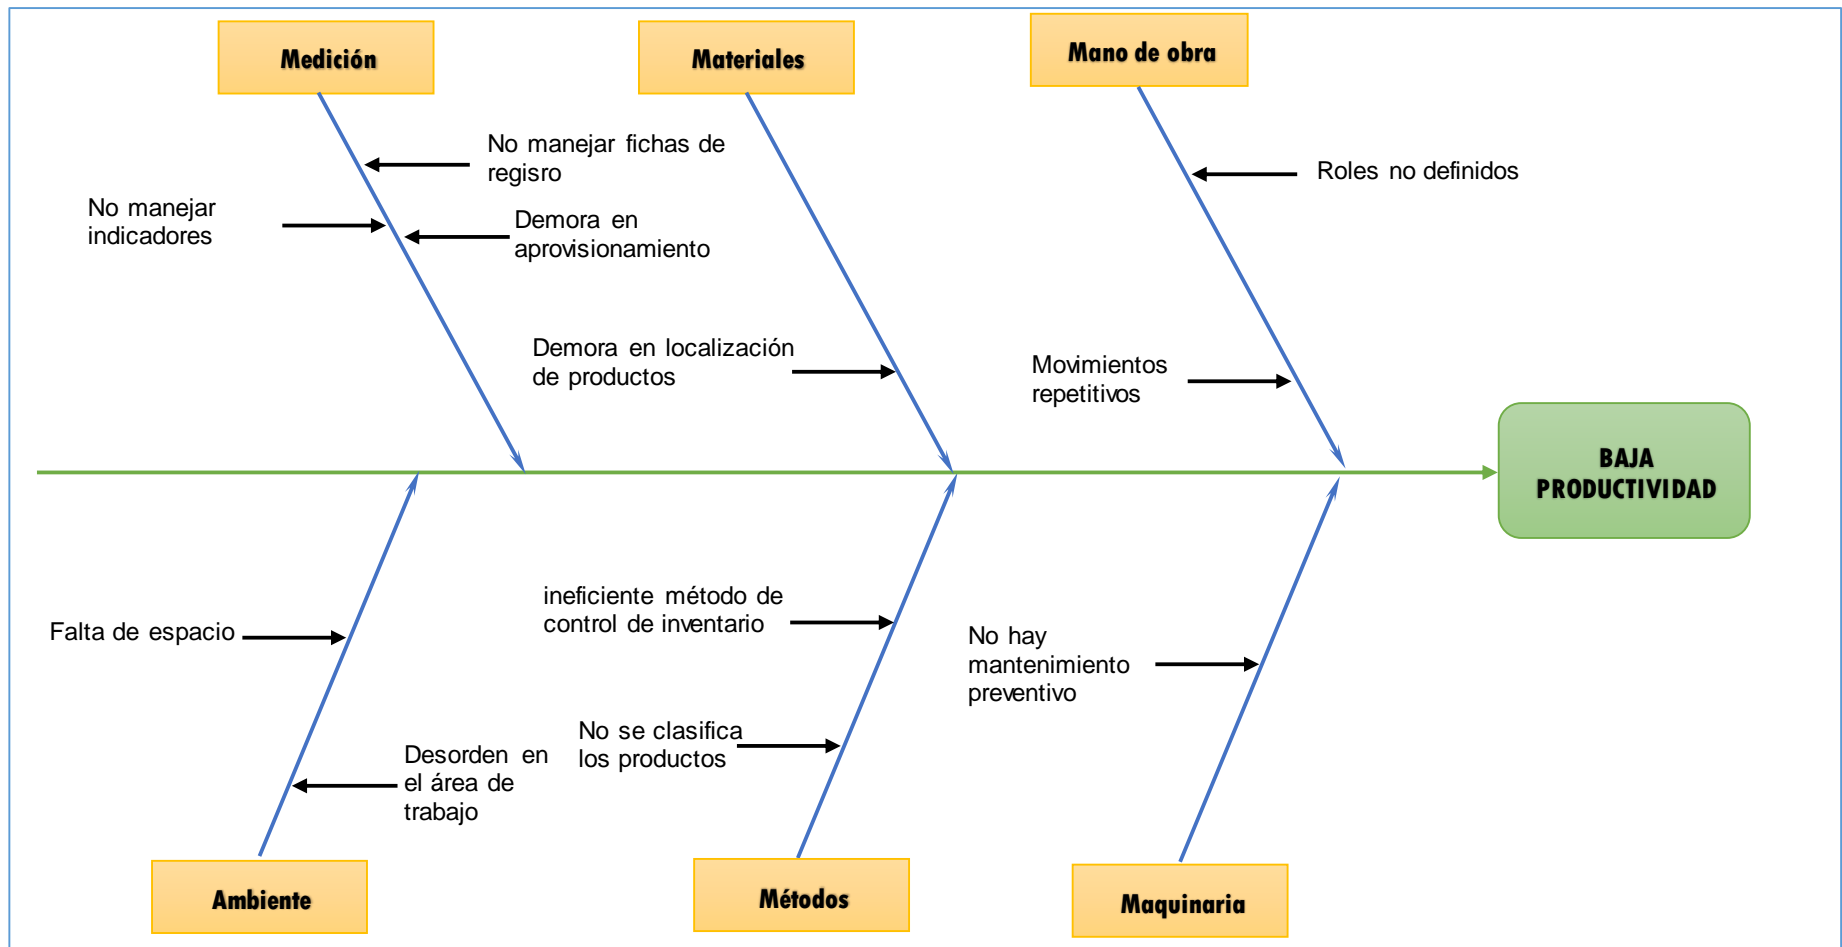 Medición
Materiales
Mano de obra
No manejar fichas de
regisro
No manejar
indicadores
Demora en
aprovisionamiento
Roles no definidos
Demora en localización
de productos
Movimientos
repetitivos
BAJA
PRODUCTIVIDAD
Falta de espacio
ineficiente método de
control de inventario
No hay
mantenimiento
preventivo
No se clasifica
los productos
Desorden en
el área de
trabajo
Ambiente
Métodos
Maquinaria